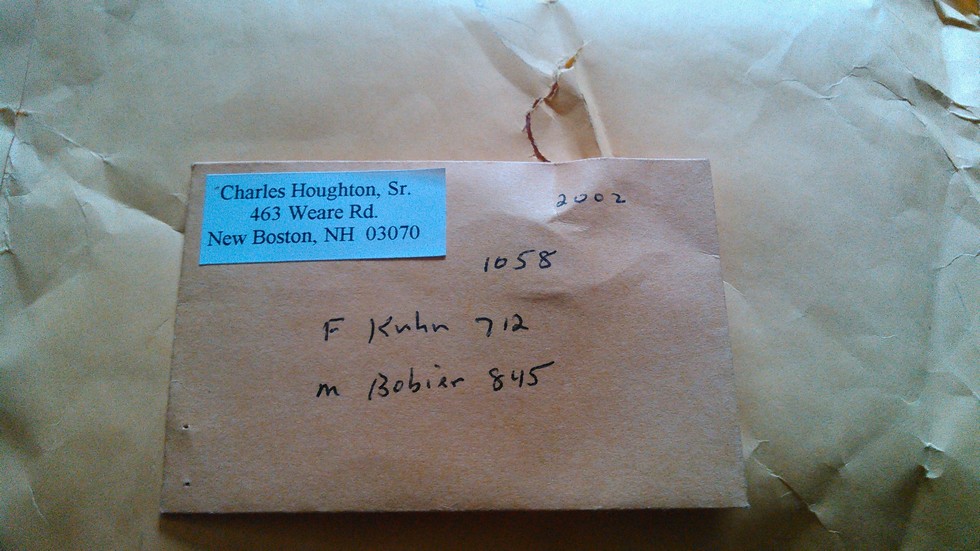 Charles Houghton, Sr.
463 Weare Rd.
New Boston, NH 03070
2002
1058
F Kuhn 712
m Bobier 845